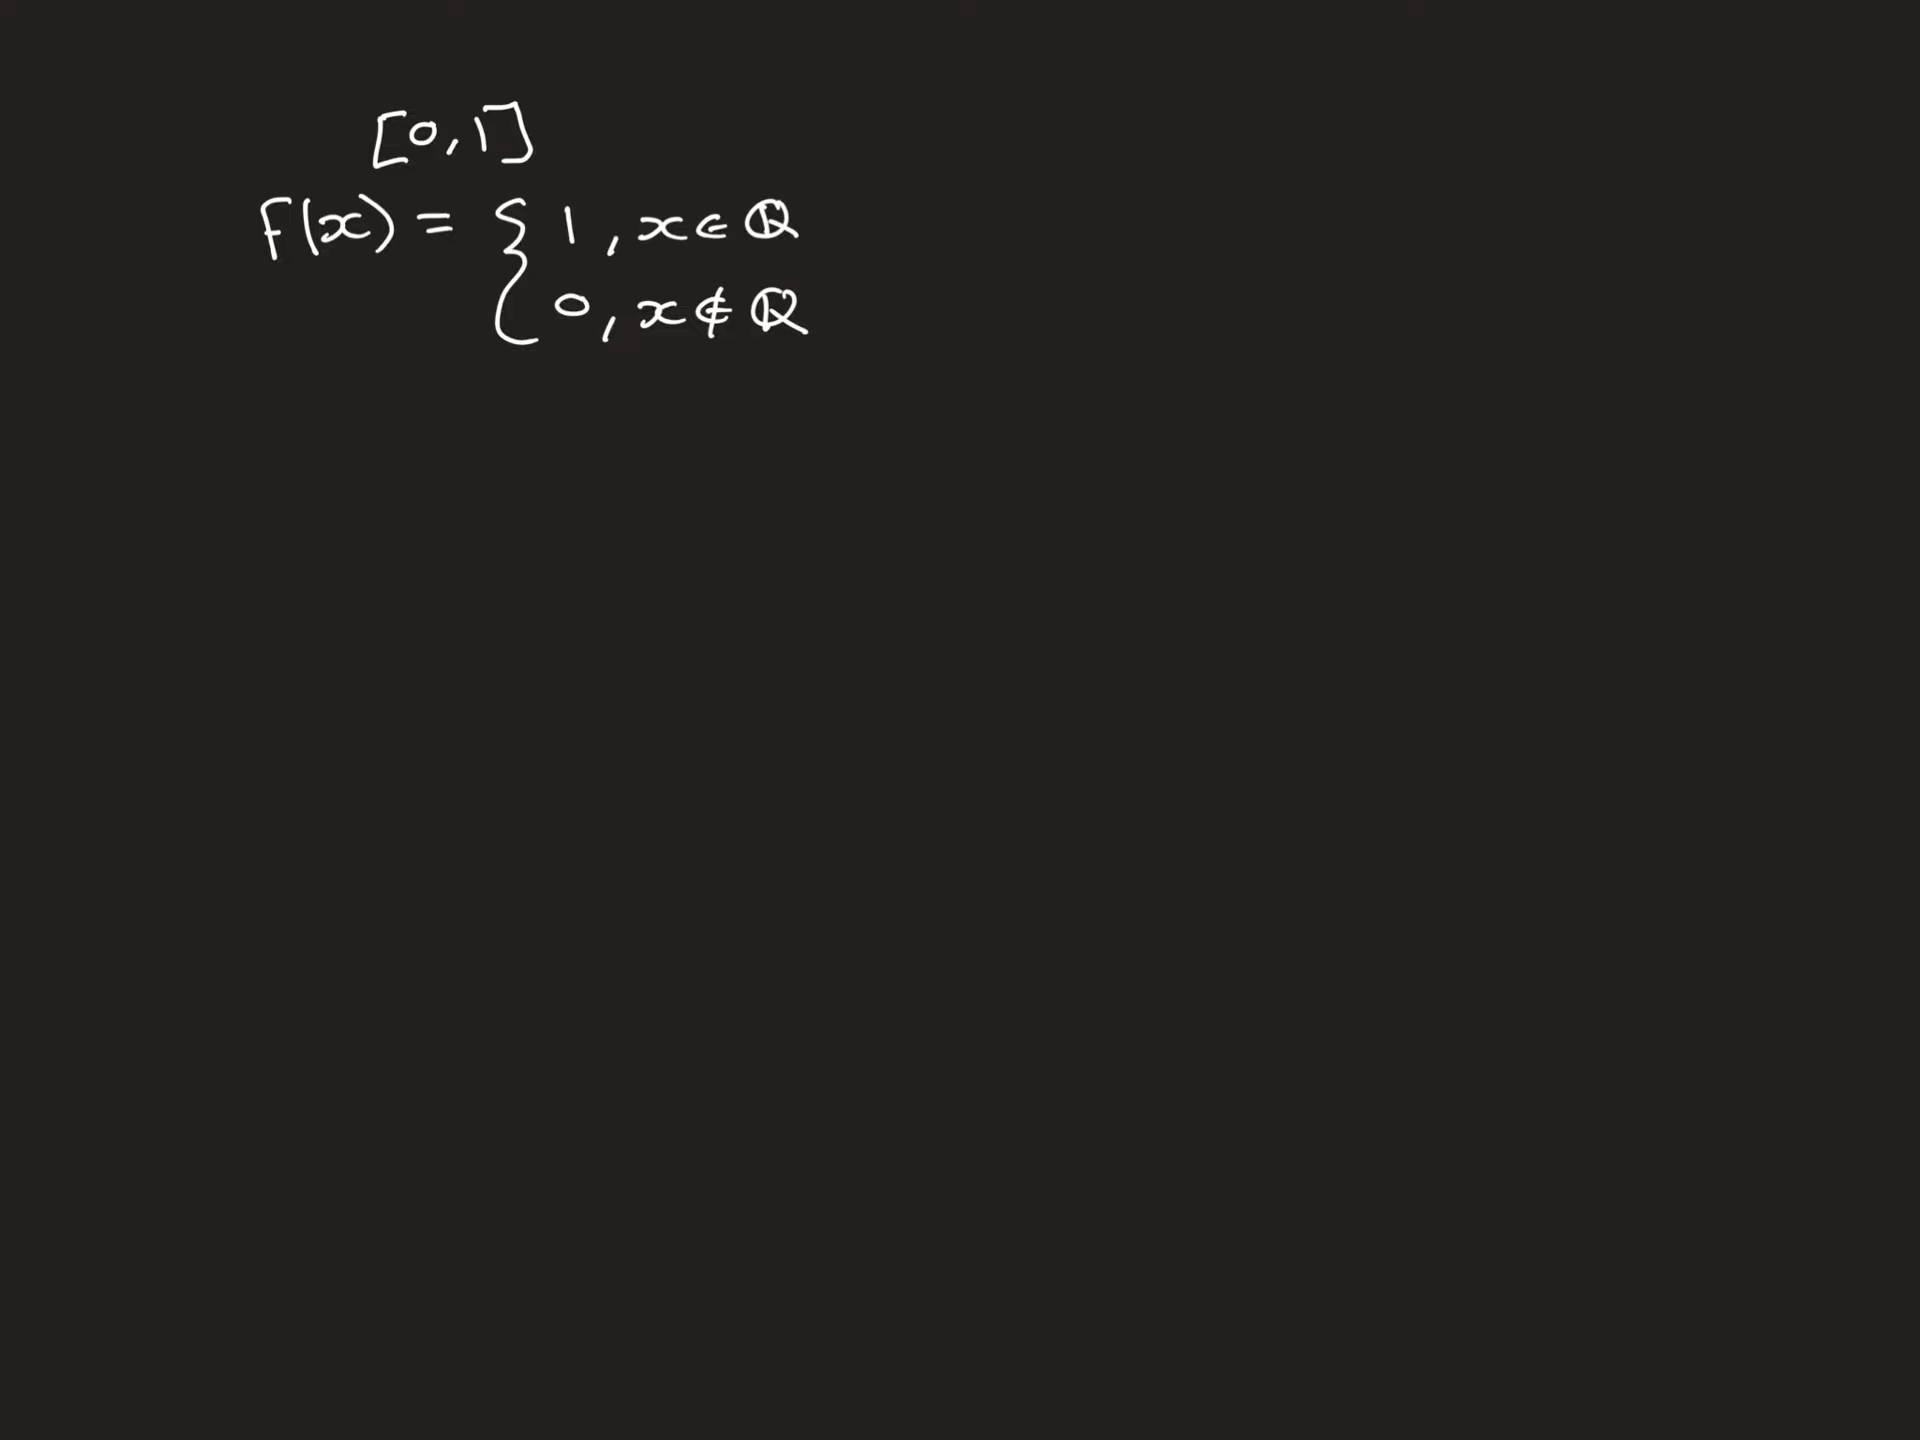 [0,1]
f(x) = { 1, x ∈ ℚ
0, x ∉ ℚ